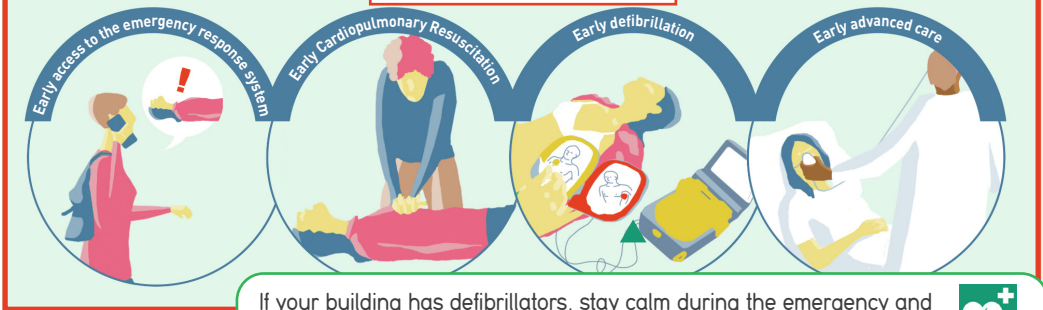 Early access to the emergency response system
Early Cardiopulmonary Resuscitation
Early defibrillation
Early advanced care
If your building has defibrillators, stay calm during the emergency and